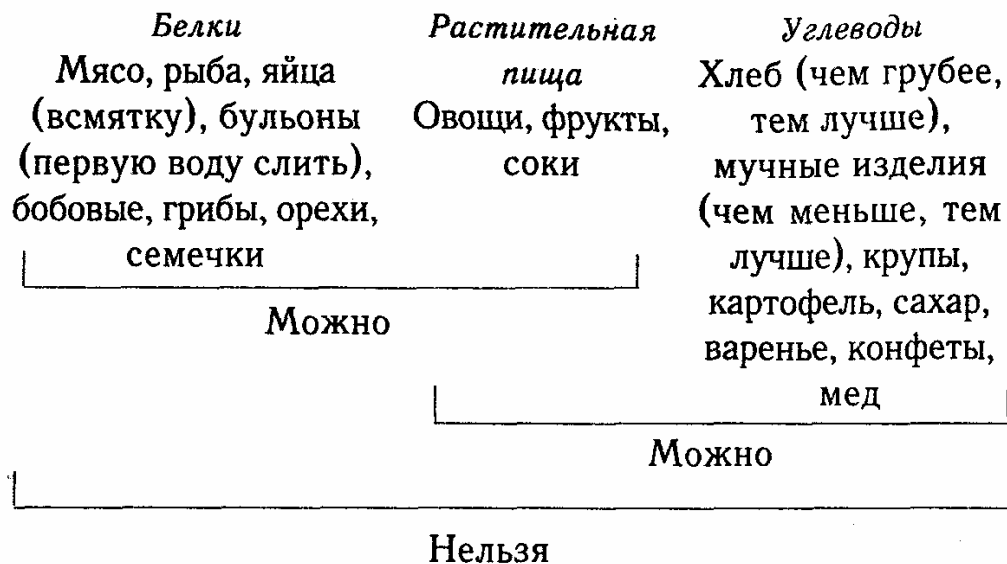 Белки
Мясо, рыба, яйца
(всмятку), бульоны
(первую воду слить),
бобовые, грибы, орехи,
семечки
Растительная
пища
Овощи, фрукты,
соки
Углеводы
Хлеб (чем грубее,
тем лучше),
мучные изделия
(чем меньше, тем
лучше), крупы,
картофель, сахар,
варенье, конфеты,
мед
Можно
Можно
Нельзя